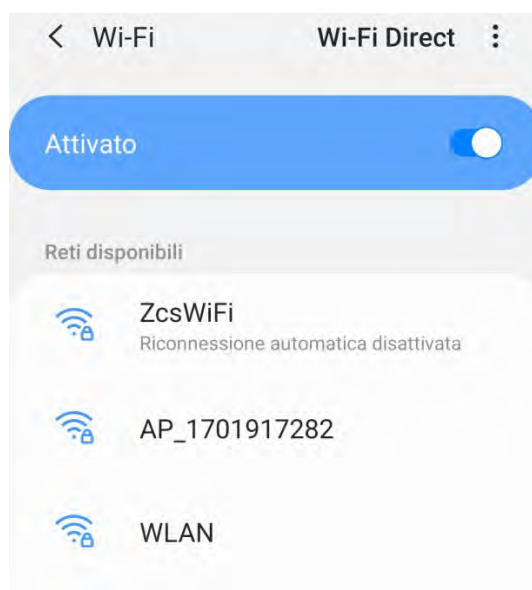 Wi-Fi Wi-Fi Direct
Attivato
Reti disponibili
ZcsWiFi
Riconnessione automatica disattivata
AP_1701917282
WLAN